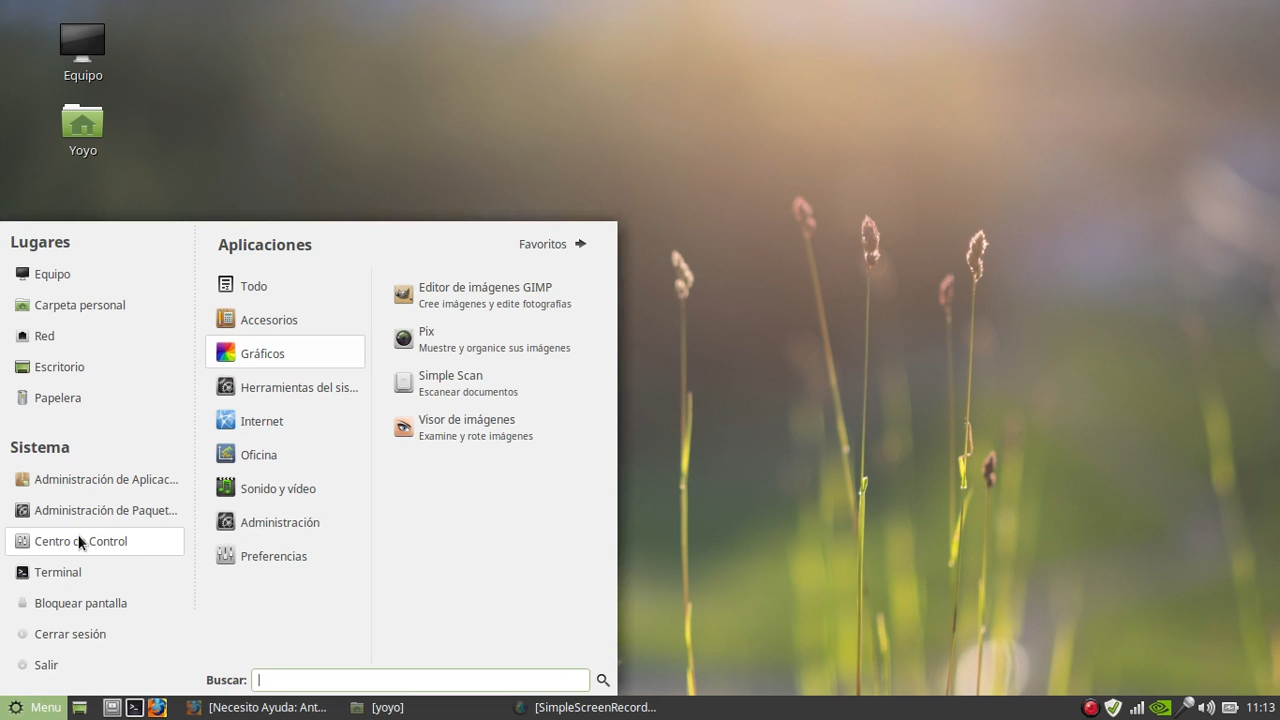 Equipo
Yoyo
Lugares
Equipo
Carpeta personal
Red
Escritorio
Papelera
Sistema
Administración de Aplicac...
Administración de Paquet...
Centro de Control
Terminal
Bloquear pantalla
Cerrar sesión
Salir
Aplicaciones
Favoritos
Todo
Accesorios
Gráficos
Herramientas del sis...
Internet
Oficina
Sonido y vídeo
Administración
Preferencias
Editor de imágenes GIMP
Cree imágenes y edite fotografías
Pix
Muestre y organice sus imágenes
Simple Scan
Escanear documentos
Visor de imágenes
Examine y rote imágenes
Buscar:
Menu
[Necesito Ayuda: Ant...
[yoyo]
[SimpleScreenRecord...
11:13